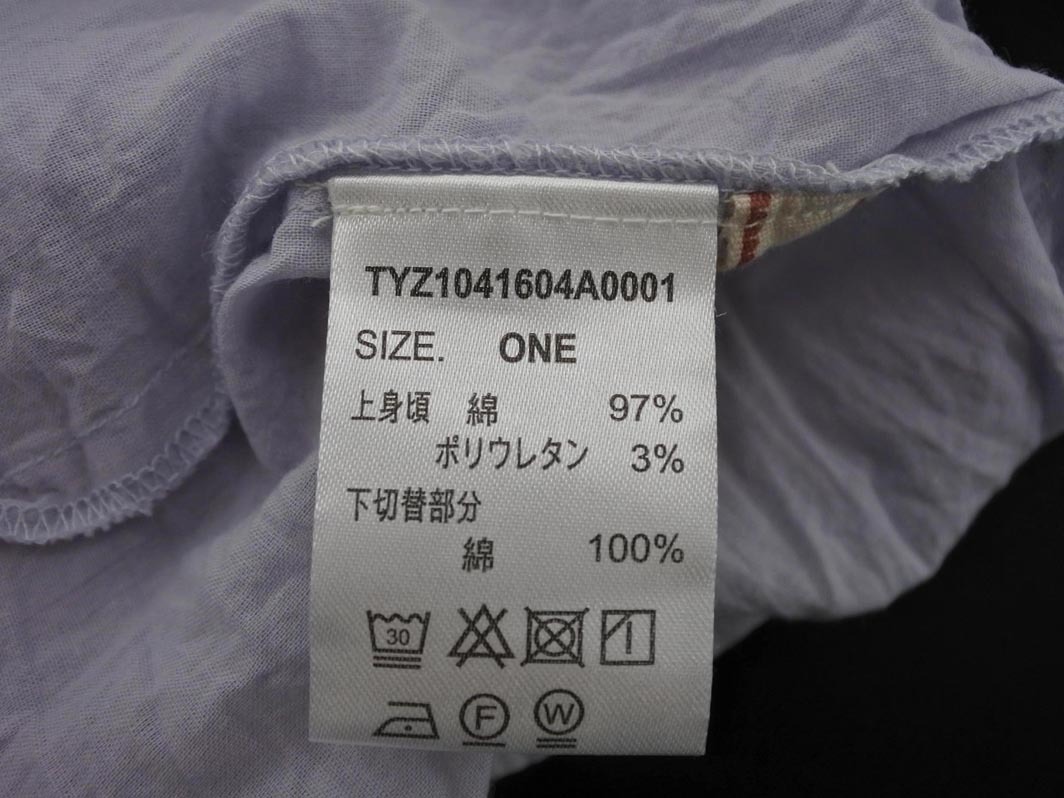 TYZ1041604A0001
SIZE. ONE
上身頃 綿 97%
ポリウレタン 3%
下切替部分
綿 100%
30
F W